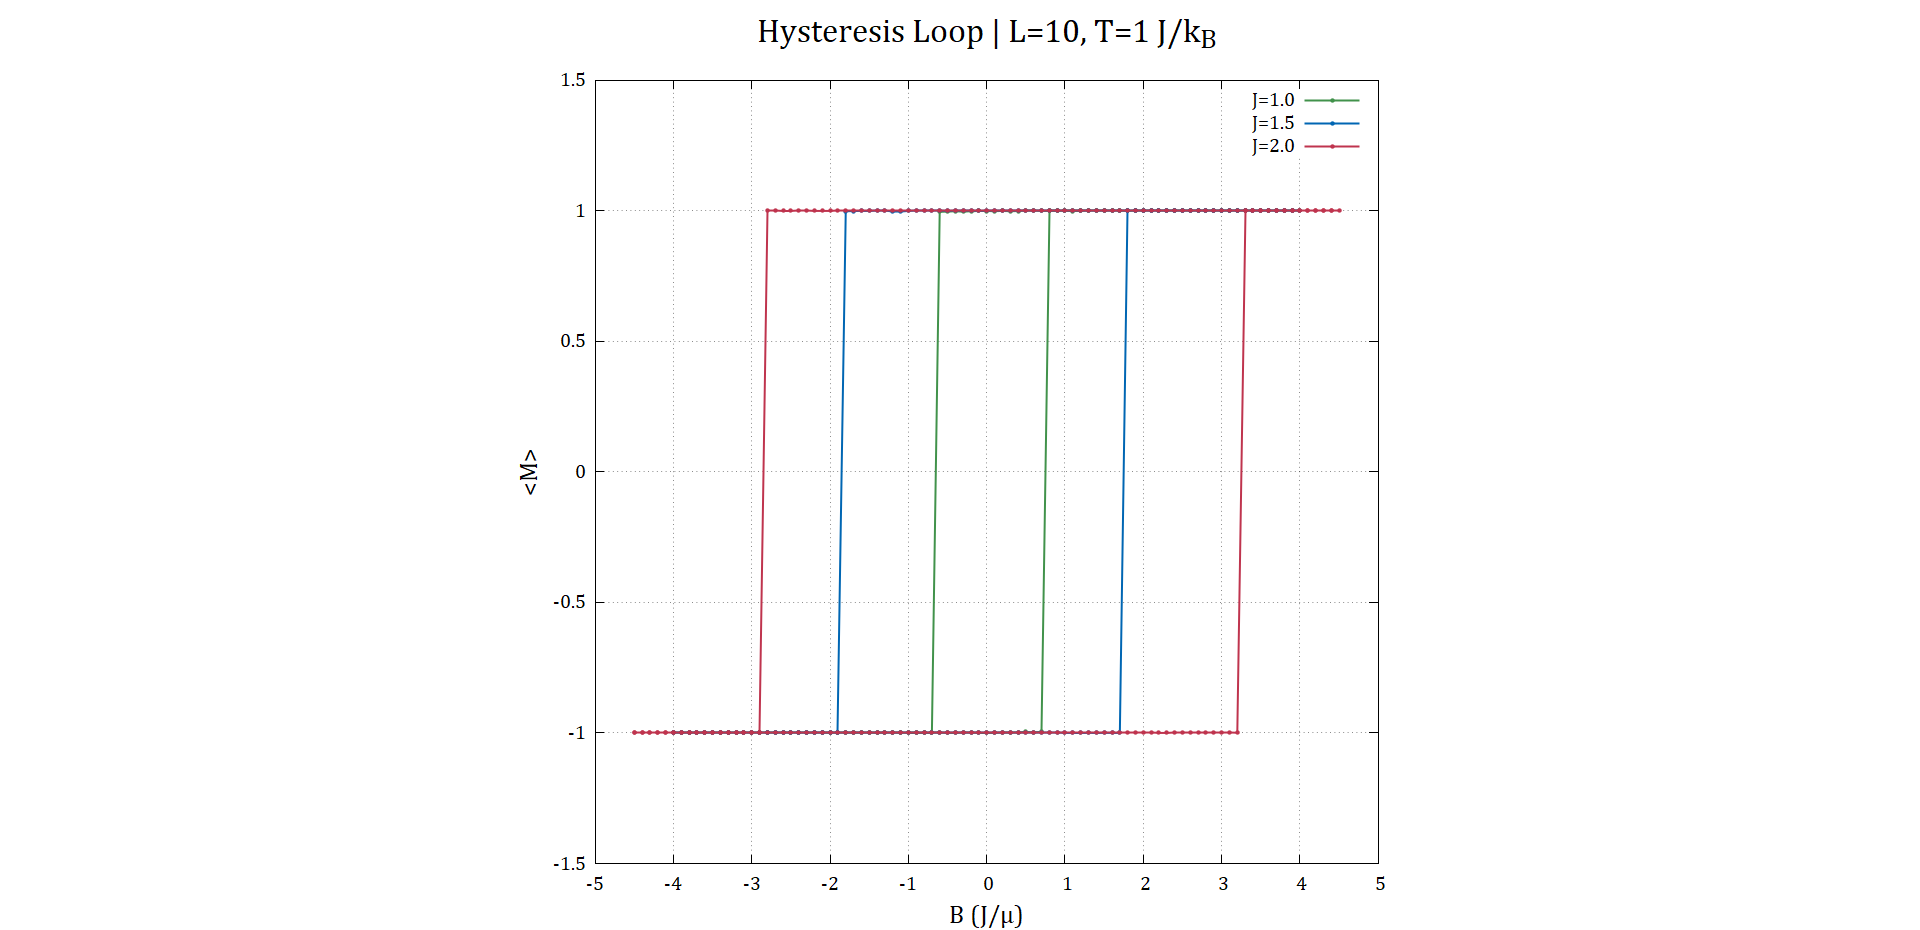 Hysteresis Loop | L=10, T=1 J/kB
1.5
J=1.0
J=1.5
J=2.0
1
0.5
<M>
0
-0.5
-1
-1.5
-5 -4 -3 -2 -1 0 1 2 3 4 5
B (J/μ)